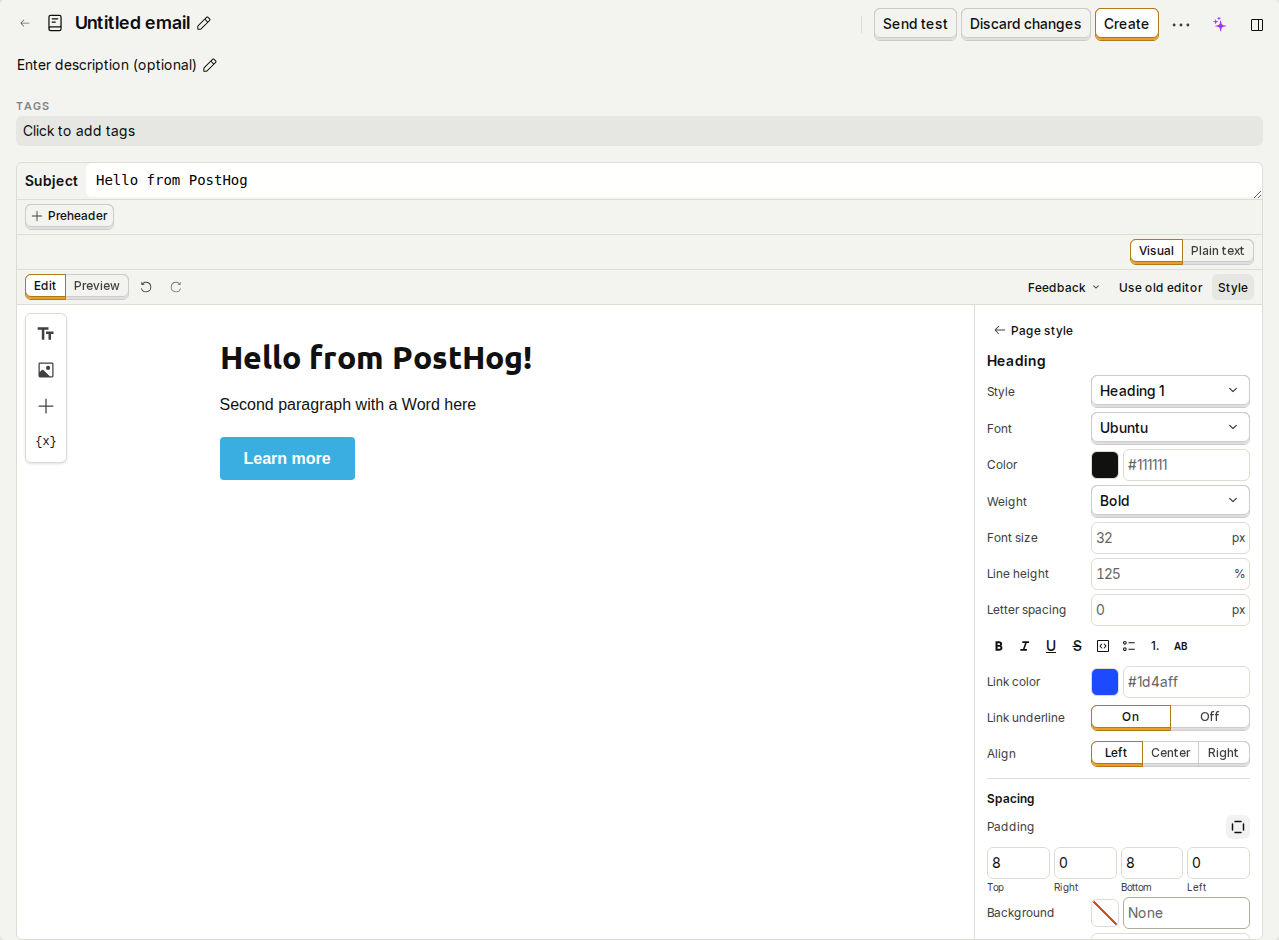 Untitled email
Send test
Discard changes
Create
Enter description (optional)
TAGS
Click to add tags
Subject
Hello from PostHog
Preheader
Visual
Plain text
Edit
Preview
Feedback
Use old editor
Style
Tт
{x}
Hello from PostHog!
Second paragraph with a Word here
Learn more
Page style
Heading
Style
Heading 1
Font
Ubuntu
Color
#111111
Weight
Bold
Font size
32
px
Line height
125
%
Letter spacing
0
px
B I U S 1. AB
Link color
#1d4aff
Link underline
On
Off
Align
Left
Center
Right
Spacing
Padding
8
0
8
0
Top
Right
Bottom
Left
Background
None